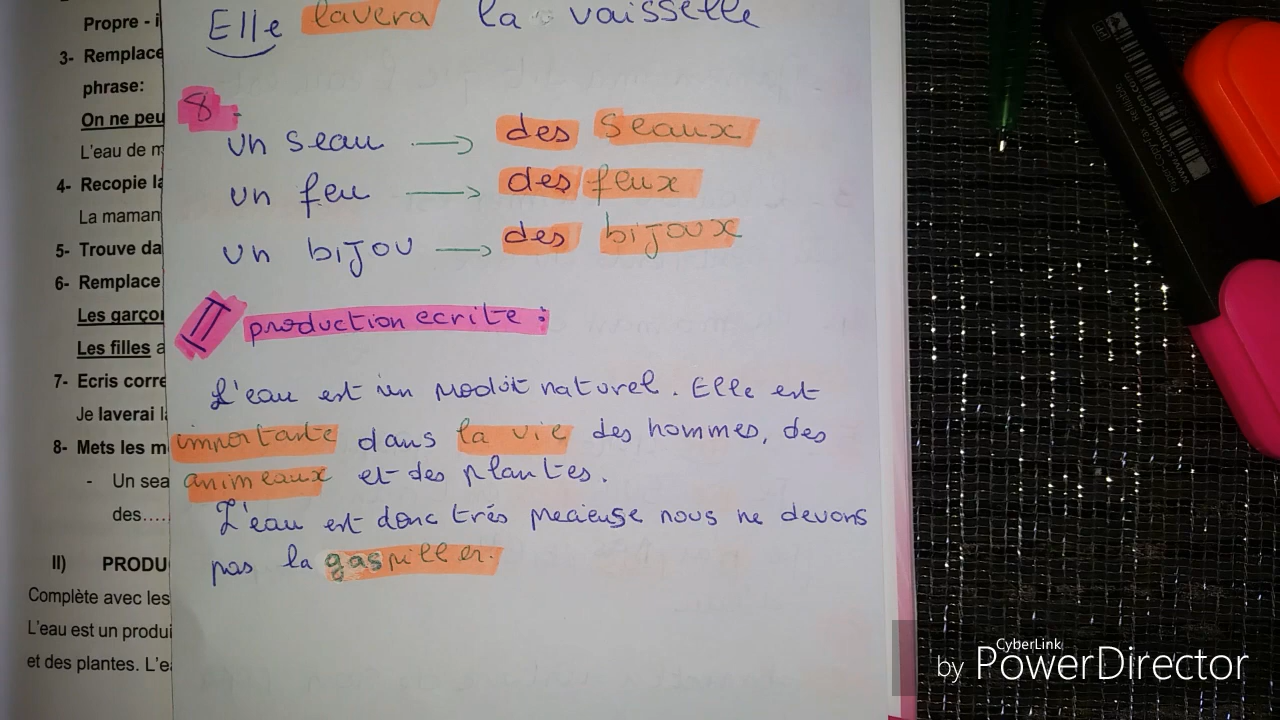 Propre - i
3- Remplace
phrase:
On ne peu
L'eau de m
4- Recopie la
La maman
5- Trouve da
6- Remplace
Les garço
Les filles a
7- Ecris corre
Je laverai l
8- Mets les m
- Un sea
des....
II) PRODU
Complète avec les
L'eau est un produi
et des plantes. L'e
Elle lavera la vaisselle
8.
un seau → des seaux
un feu → des feux
un bijou → des bijoux
II production ecrite :
L'eau est un produit naturel. Elle est
importante dans la vie des hommes, des
animeaux et des plantes.
L'eau est donc trés precieuse nous ne devons
pas la gaspiller.
CyberLink
by PowerDirector